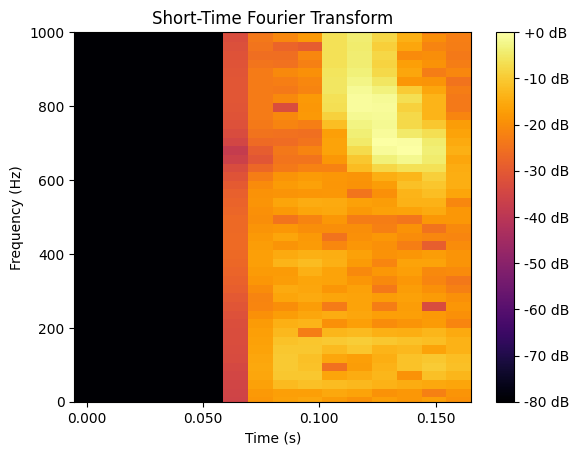 Short-Time Fourier Transform
Frequency (Hz)
1000
800
600
400
200
0
0.000
0.050
0.100
0.150
Time (s)
+0 dB
-10 dB
-20 dB
-30 dB
-40 dB
-50 dB
-60 dB
-70 dB
-80 dB